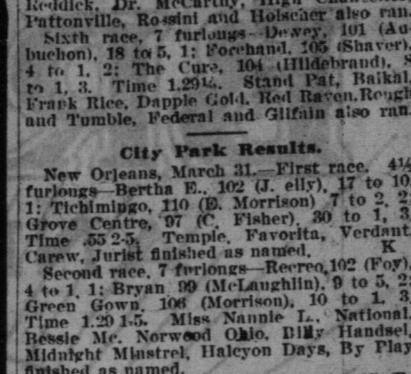 Reddick, Dr. McCarthy, High
Pattonville, Rossini and Holscher also ran.
Sixth race, 7 furlongs—Dewey, 101 (Au-
buchon), 18 to 5, 1; Forehand, 105 (Shaver),
4 to 1, 2; The Cure, 104 (Hildebrand),
to 1, 3. Time 1.29¼. Stand Pat, Baikal,
Frank Rice, Dapple Gold, Red Raven, Rough
and Tumble, Federal and Gilfain also ran.
City Park Results.
New Orleans, March 31.—First race, 4½
furlongs—Bertha E., 102 (J. elly), 17 to 10,
1; Tichimingo, 110 (E. Morrison) 7 to 2, 2;
Grove Centre, 97 (C. Fisher), 30 to 1, 3.
Time .55 2-5. Temple, Favorita, Verdant,
Carew, Jurist finished as named. K
Second race, 7 furlongs—Recreo, 102 (Foy),
4 to 1, 1; Bryan 99 (McLaughlin), 9 to 5, 2;
Green Gown, 106 (Morrison), 10 to 1, 3.
Time 1.29 1-5. Miss Nannie L., National,
Bessie Mc, Norwood Ohio, Billy Handsel,
Midnight Minstrel, Halcyon Days, By Play
finished as named.